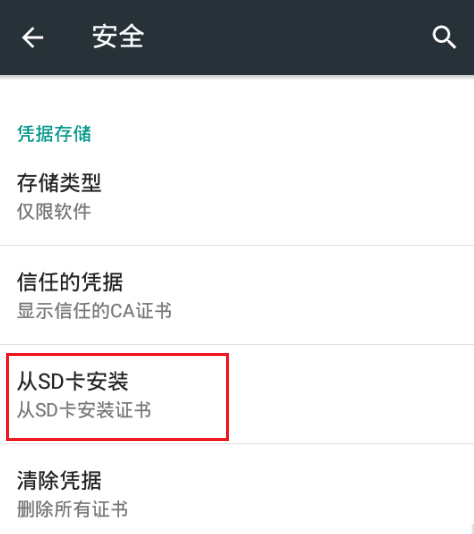 安全
凭据存储
存储类型
仅限软件
信任的凭据
显示信任的CA证书
从SD卡安装
从SD卡安装证书
清除凭据
删除所有证书